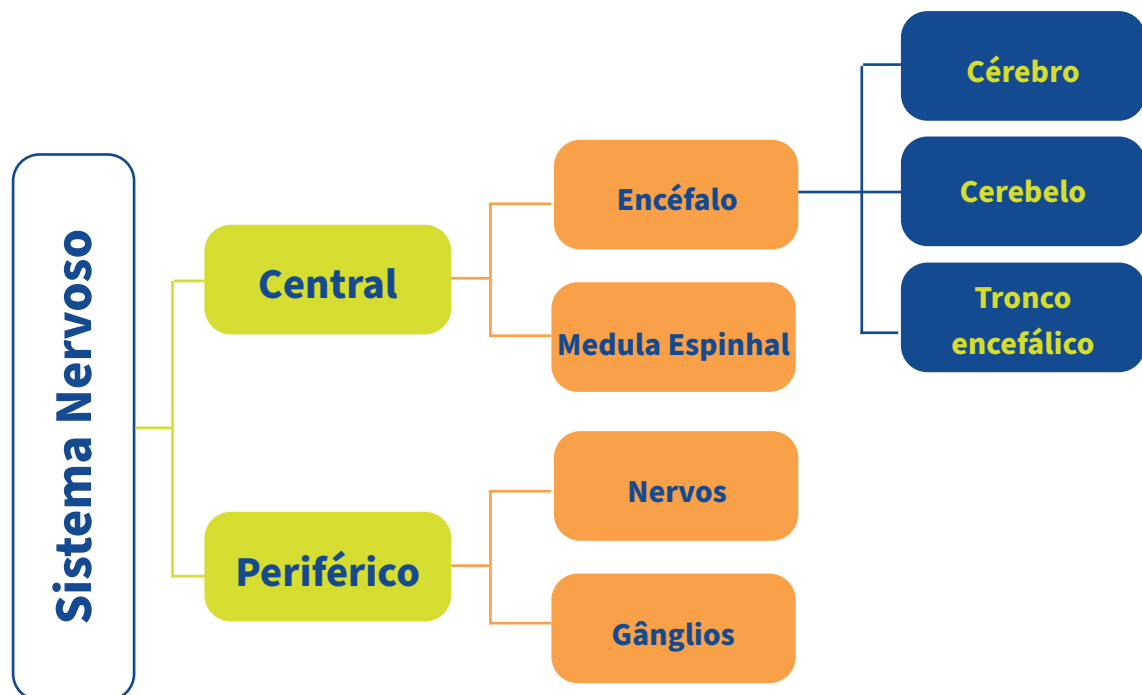 Sistema Nervoso
Central
Encéfalo
Cérebro
Cerebelo
Tronco
encefálico
Medula Espinhal
Periférico
Nervos
Gânglios